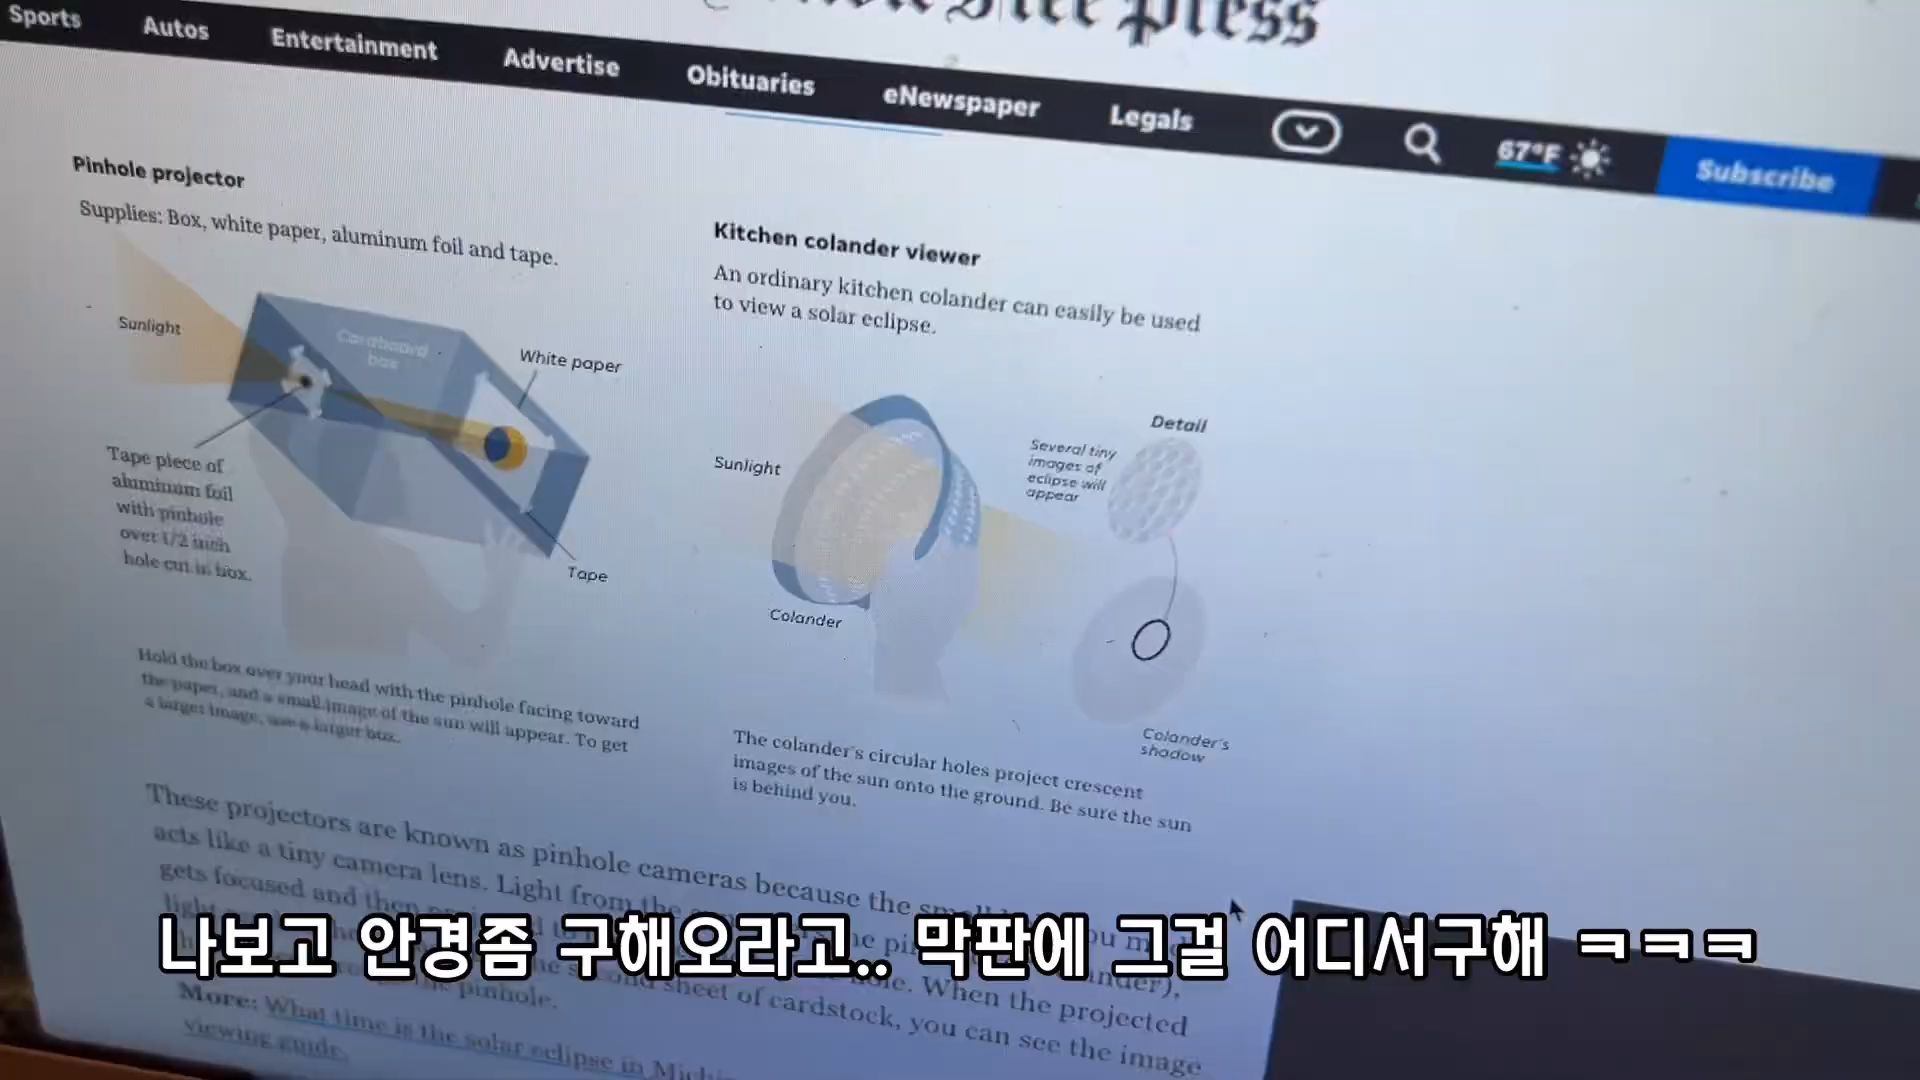 Press
Sports
Autos
Entertainment
Advertise
Obituaries
eNewspaper
Legals
67°F
Subscribe
Pinhole projector
Supplies: Box, white paper, aluminum foil and tape.
Sunlight
Cardboard
box
White paper
Tape piece of
aluminum foil
with pinhole
over 1/2 inch
hole cut in box.
Tape
Hold the box over your head with the pinhole facing toward
the paper, and a small image of the sun will appear. To get
a larger image, use a larger box.
Kitchen colander viewer
An ordinary kitchen colander can easily be used
to view a solar eclipse.
Sunlight
Colander
Detail
Several tiny
images of
eclipse will
appear
Colander's
shadow
The colander's circular holes project crescent
images of the sun onto the ground. Be sure the sun
is behind you.
These projectors are known as pinhole cameras because the
acts like a tiny camera lens. Light from the
gets focused and then
When the projected
second sheet of cardstock, you can see the image
pinhole.
More: What time is the solar eclipse in
viewing guide.
나보고 안경좀 구해오라고.. 막판에 그걸 어디서구해 ㅋㅋㅋ